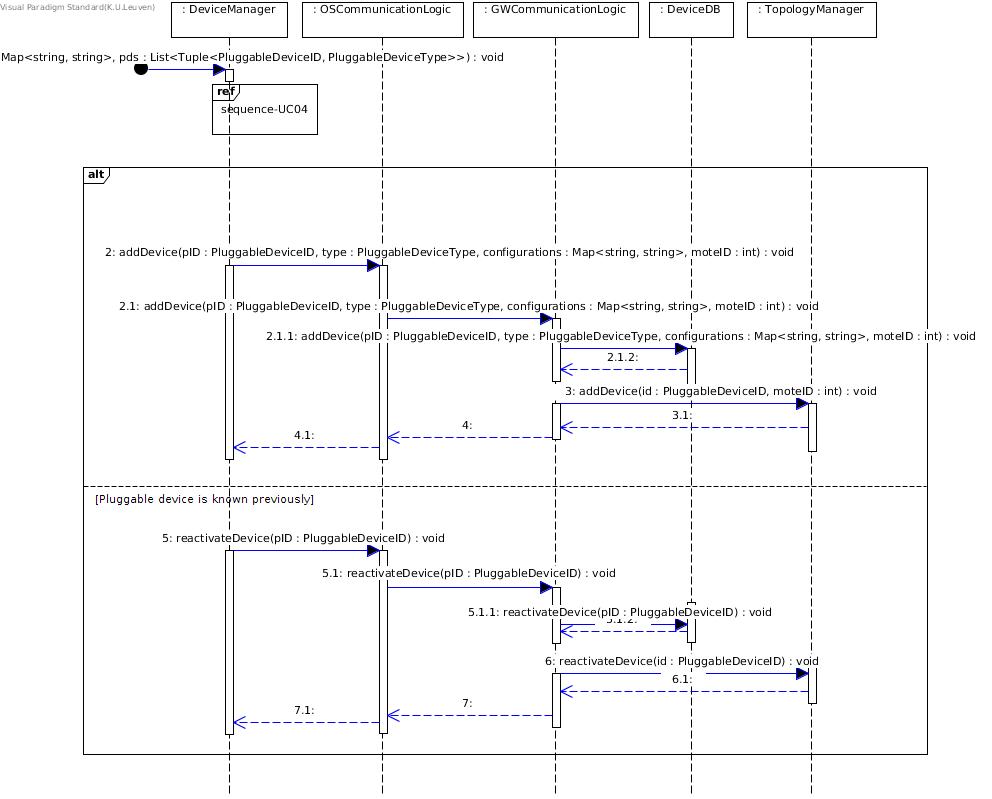 Visual Paradigm Standard(K.U.Leuven)
: DeviceManager
: OSCommunicationLogic
: GWCommunicationLogic
: DeviceDB
: TopologyManager
Map<string, string>, pds : List<Tuple<PluggableDeviceID, PluggableDeviceType>>) : void
ref
sequence-UC04
alt
2: addDevice(pID : PluggableDeviceID, type : PluggableDeviceType, configurations : Map<string, string>, moteID : int) : void
2.1: addDevice(pID : PluggableDeviceID, type : PluggableDeviceType, configurations : Map<string, string>, moteID : int) : void
2.1.1: addDevice(pID : PluggableDeviceID, type : PluggableDeviceType, configurations : Map<string, string>, moteID : int) : void
2.1.2:
3: addDevice(id : PluggableDeviceID, moteID : int) : void
3.1:
4:
4.1:
[Pluggable device is known previously]
5: reactivateDevice(pID : PluggableDeviceID) : void
5.1: reactivateDevice(pID : PluggableDeviceID) : void
5.1.1: reactivateDevice(pID : PluggableDeviceID) : void
5.1.2:
6: reactivateDevice(id : PluggableDeviceID) : void
6.1:
7:
7.1: